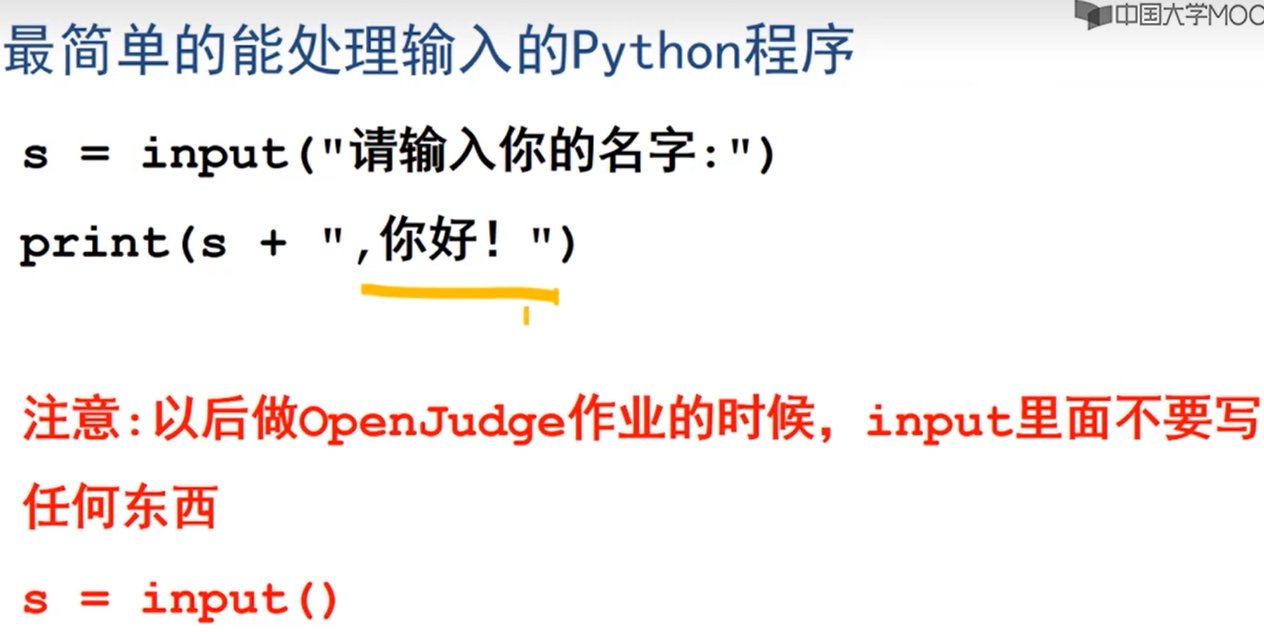 中国大学MOO
最简单的能处理输入的Python程序
s = input("请输入你的名字:")
print(s + ",你好！")
注意:以后做OpenJudge作业的时候，input里面不要写
任何东西
s = input()